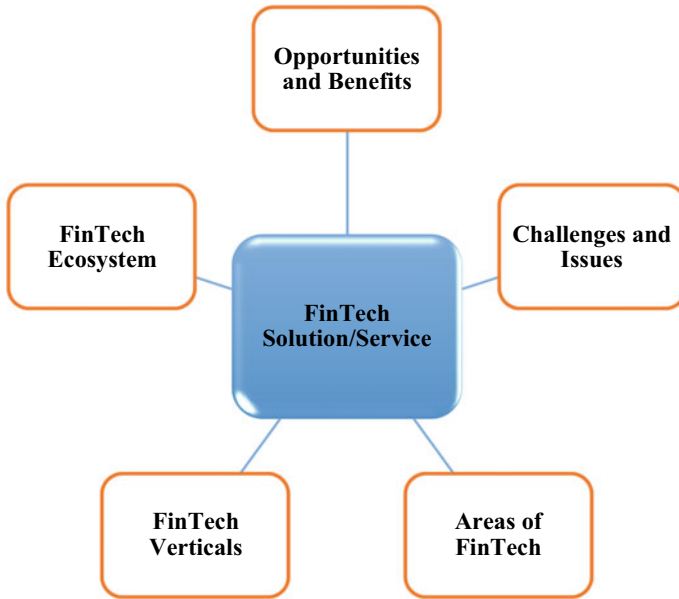 Opportunities
and Benefits
FinTech
Ecosystem
Challenges and
Issues
FinTech
Solution/Service
FinTech
Verticals
Areas of
FinTech